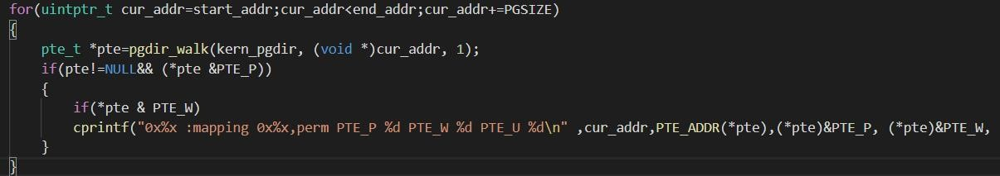 for(uintptr_t cur_addr=start_addr;cur_addr<end_addr;cur_addr+=PGSIZE)
{
    pte_t *pte=pgdir_walk(kern_pgdir, (void *)cur_addr, 1);
    if(pte!=NULL&& (*pte &PTE_P))
    {
        if(*pte & PTE_W)
        cprintf("0x%x :mapping 0x%x,perm PTE_P %d PTE_W %d PTE_U %d\n" ,cur_addr,PTE_ADDR(*pte),(*pte)&PTE_P, (*pte)&PTE_W,
    }
}